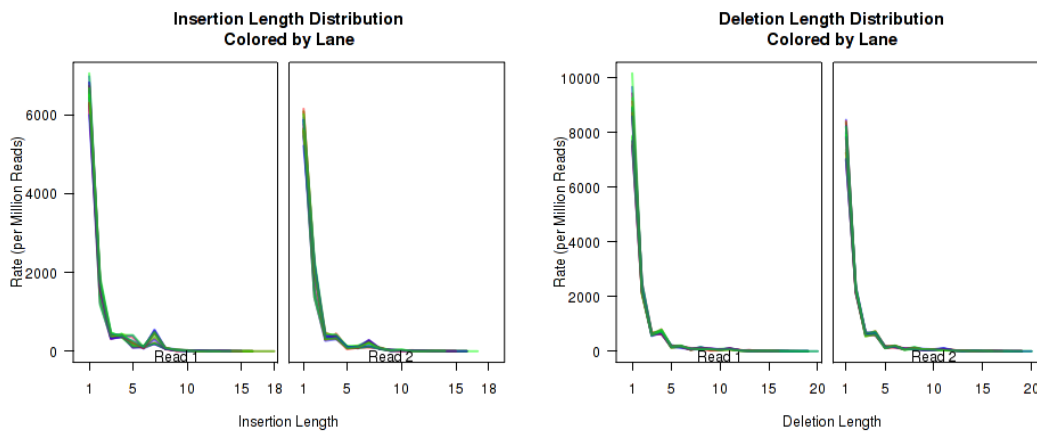 Insertion Length Distribution
Colored by Lane
Rate (per Million Reads)
0
2000
4000
6000
Read 1
Read 2
1
5
10
15
18
1
5
10
15
18
Insertion Length
Deletion Length Distribution
Colored by Lane
Rate (per Million Reads)
0
2000
4000
6000
8000
10000
Read 1
Read 2
1
5
10
15
20
1
5
10
15
20
Deletion Length